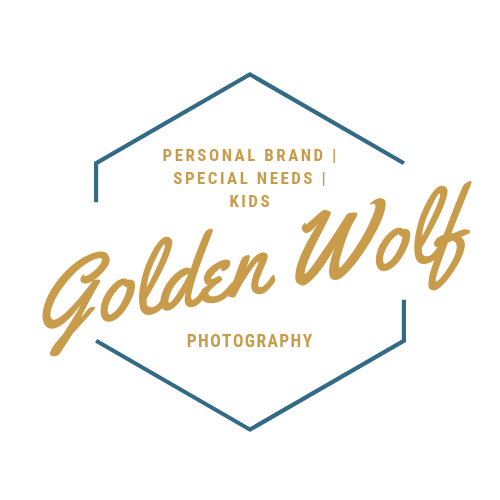 PERSONAL BRAND |
SPECIAL NEEDS |
KIDS
Golden Wolf
PHOTOGRAPHY